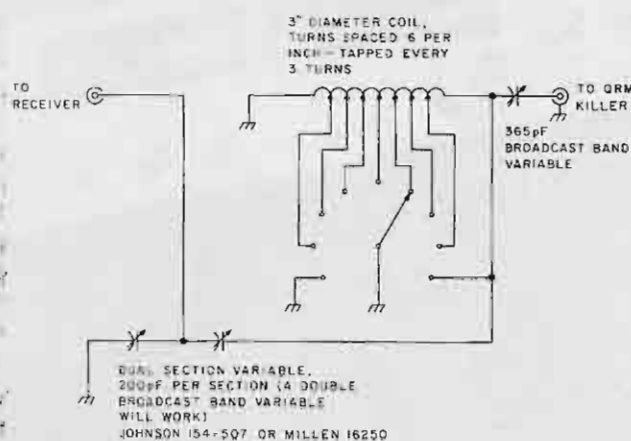 3" DIAMETER COIL,
TURNS SPACED 6 PER
INCH - TAPPED EVERY
3 TURNS
TO
RECEIVER
TO QRM
KILLER
365pF
BROADCAST BAND
VARIABLE
DUAL SECTION VARIABLE,
200pF PER SECTION (A DOUBLE
BROADCAST BAND VARIABLE
WILL WORK)
JOHNSON 154-507 OR MILLEN 16250